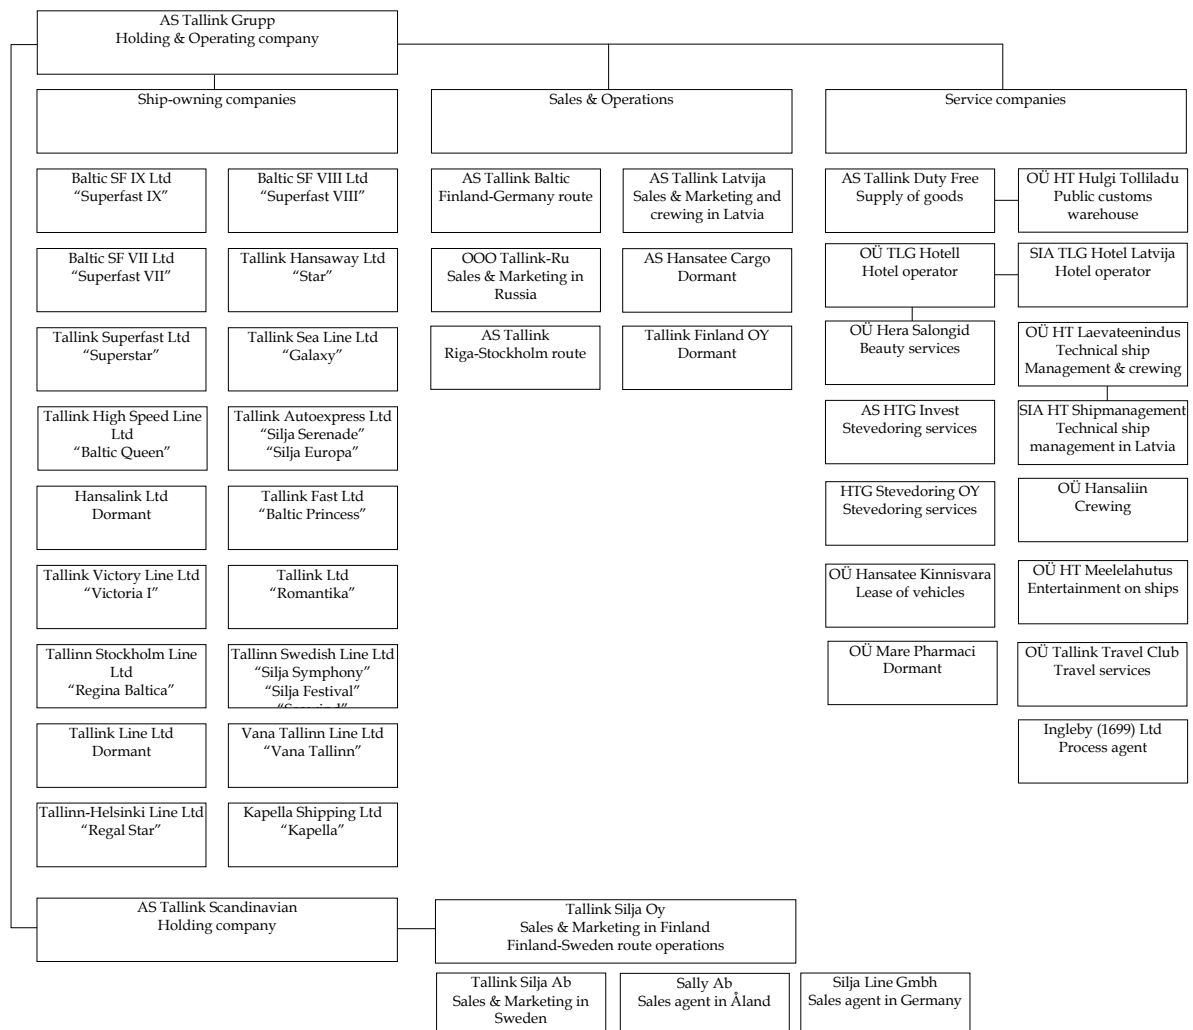 AS Tallink Grupp
Holding & Operating company
Ship-owning companies
Sales & Operations
Service companies
Baltic SF IX Ltd
“Superfast IX”
Baltic SF VIII Ltd
“Superfast VIII”
AS Tallink Baltic
Finland-Germany route
AS Tallink Latvija
Sales & Marketing and
crewing in Latvia
AS Tallink Duty Free
Supply of goods
OÜ HT Hulgi Tolliladu
Public customs
warehouse
Baltic SF VII Ltd
“Superfast VII”
Tallink Hansaway Ltd
“Star”
OOO Tallink-Ru
Sales & Marketing in
Russia
AS Hansatee Cargo
Dormant
OÜ TLG Hotell
Hotel operator
SIA TLG Hotel Latvija
Hotel operator
Tallink Superfast Ltd
“Superstar”
Tallink Sea Line Ltd
“Galaxy”
AS Tallink
Riga-Stockholm route
Tallink Finland OY
Dormant
OÜ Hera Salongid
Beauty services
OÜ HT Laevateenindus
Technical ship
Management & crewing
Tallink High Speed Line
Ltd
“Baltic Queen”
Tallink Autoexpress Ltd
“Silja Serenade”
“Silja Europa”
AS HTG Invest
Stevedoring services
SIA HT Shipmanagement
Technical ship
management in Latvia
Hansalink Ltd
Dormant
Tallink Fast Ltd
“Baltic Princess”
HTG Stevedoring OY
Stevedoring services
OÜ Hansaliin
Crewing
Tallink Victory Line Ltd
“Victoria I”
Tallink Ltd
“Romantika”
OÜ Hansatee Kinnisvara
Lease of vehicles
OÜ HT Meelelahutus
Entertainment on ships
Tallinn Stockholm Line
Ltd
“Regina Baltica”
Tallinn Swedish Line Ltd
“Silja Symphony”
“Silja Festival”
OÜ Mare Pharmaci
Dormant
OÜ Tallink Travel Club
Travel services
Tallink Line Ltd
Dormant
Vana Tallinn Line Ltd
“Vana Tallinn”
Ingleby (1699) Ltd
Process agent
Tallinn-Helsinki Line Ltd
“Regal Star”
Kapella Shipping Ltd
“Kapella”
AS Tallink Scandinavian
Holding company
Tallink Silja Oy
Sales & Marketing in Finland
Finland-Sweden route operations
Tallink Silja Ab
Sales & Marketing in
Sweden
Sally Ab
Sales agent in Åland
Silja Line Gmbh
Sales agent in Germany